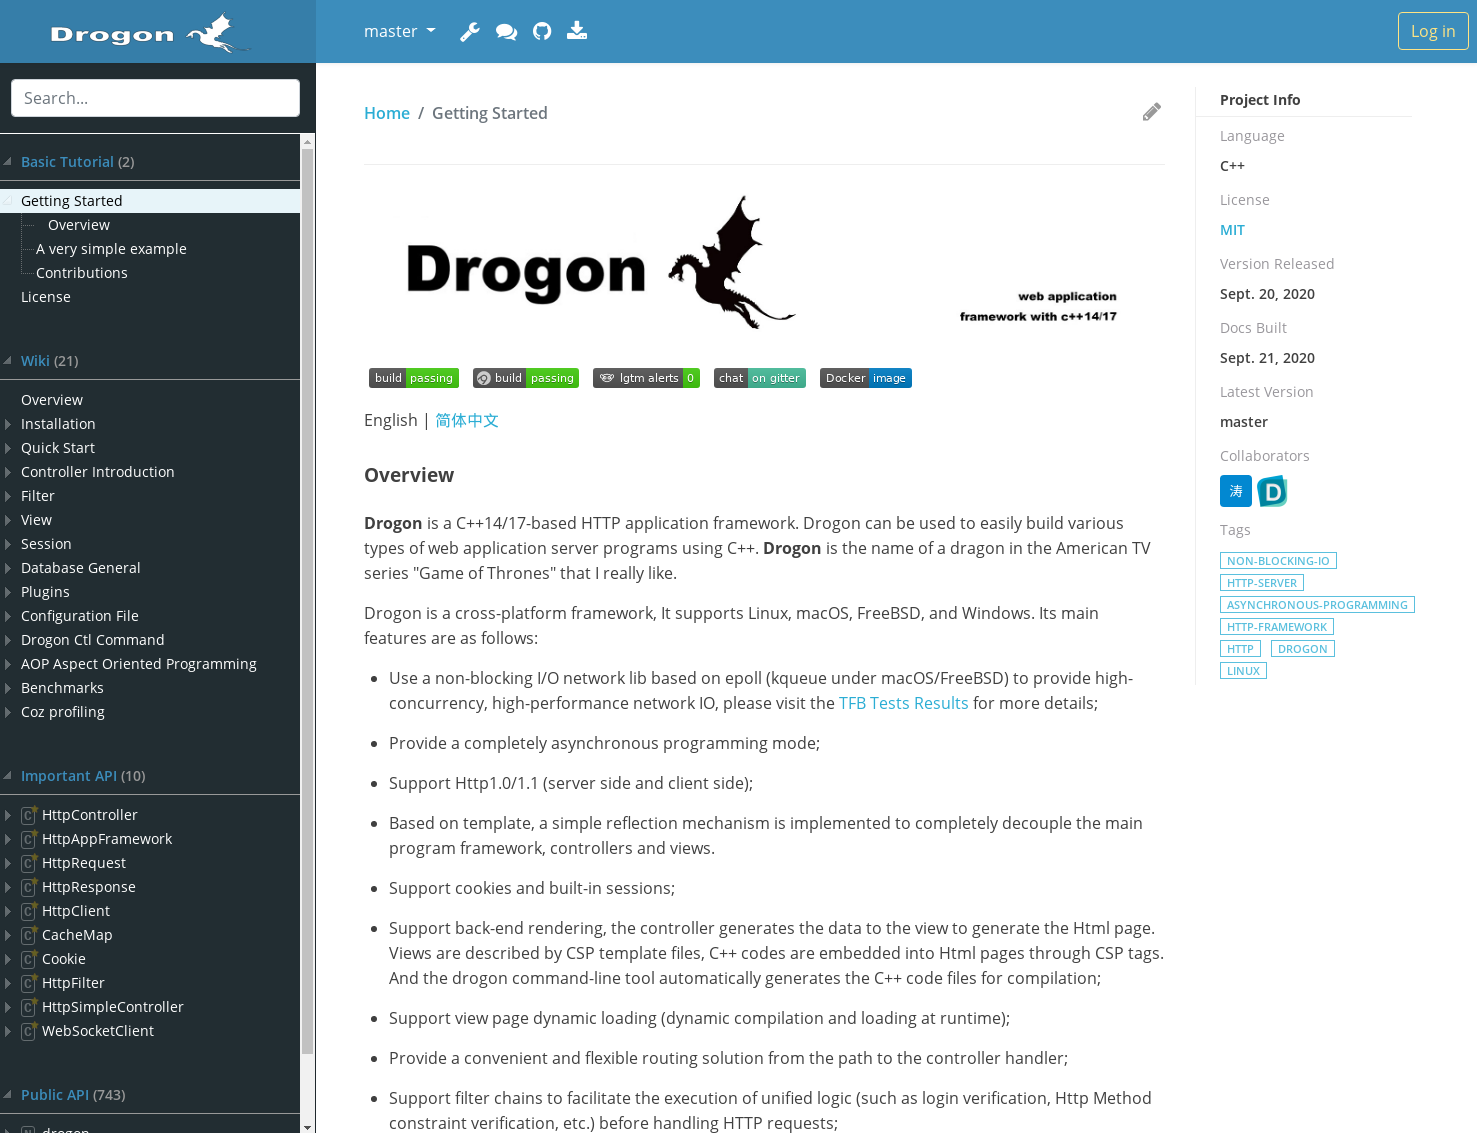 Drogon
master
Log in
Search...
Basic Tutorial (2)
Getting Started
Overview
A very simple example
Contributions
License
Wiki (21)
Overview
Installation
Quick Start
Controller Introduction
Filter
View
Session
Database General
Plugins
Configuration File
Drogon Ctl Command
AOP Aspect Oriented Programming
Benchmarks
Coz profiling
Important API (10)
C HttpController
C HttpAppFramework
C HttpRequest
C HttpResponse
C HttpClient
C CacheMap
C Cookie
C HttpFilter
C HttpSimpleController
C WebSocketClient
Public API (743)
N drogon
Home / Getting Started
Drogon
web application
framework with c++14/17
build passing build passing lgtm alerts 0 chat on gitter Docker image
English | 简体中文
Overview
Drogon is a C++14/17-based HTTP application framework. Drogon can be used to easily build various
types of web application server programs using C++. Drogon is the name of a dragon in the American TV
series "Game of Thrones" that I really like.
Drogon is a cross-platform framework, It supports Linux, macOS, FreeBSD, and Windows. Its main
features are as follows:
• Use a non-blocking I/O network lib based on epoll (kqueue under macOS/FreeBSD) to provide high-
concurrency, high-performance network IO, please visit the TFB Tests Results for more details;
• Provide a completely asynchronous programming mode;
• Support Http1.0/1.1 (server side and client side);
• Based on template, a simple reflection mechanism is implemented to completely decouple the main
program framework, controllers and views.
• Support cookies and built-in sessions;
• Support back-end rendering, the controller generates the data to the view to generate the Html page.
Views are described by CSP template files, C++ codes are embedded into Html pages through CSP tags.
And the drogon command-line tool automatically generates the C++ code files for compilation;
• Support view page dynamic loading (dynamic compilation and loading at runtime);
• Provide a convenient and flexible routing solution from the path to the controller handler;
• Support filter chains to facilitate the execution of unified logic (such as login verification, Http Method
constraint verification, etc.) before handling HTTP requests;
Project Info
Language
C++
License
MIT
Version Released
Sept. 20, 2020
Docs Built
Sept. 21, 2020
Latest Version
master
Collaborators
涛 D
Tags
NON-BLOCKING-IO
HTTP-SERVER
ASYNCHRONOUS-PROGRAMMING
HTTP-FRAMEWORK
HTTP DROGON
LINUX